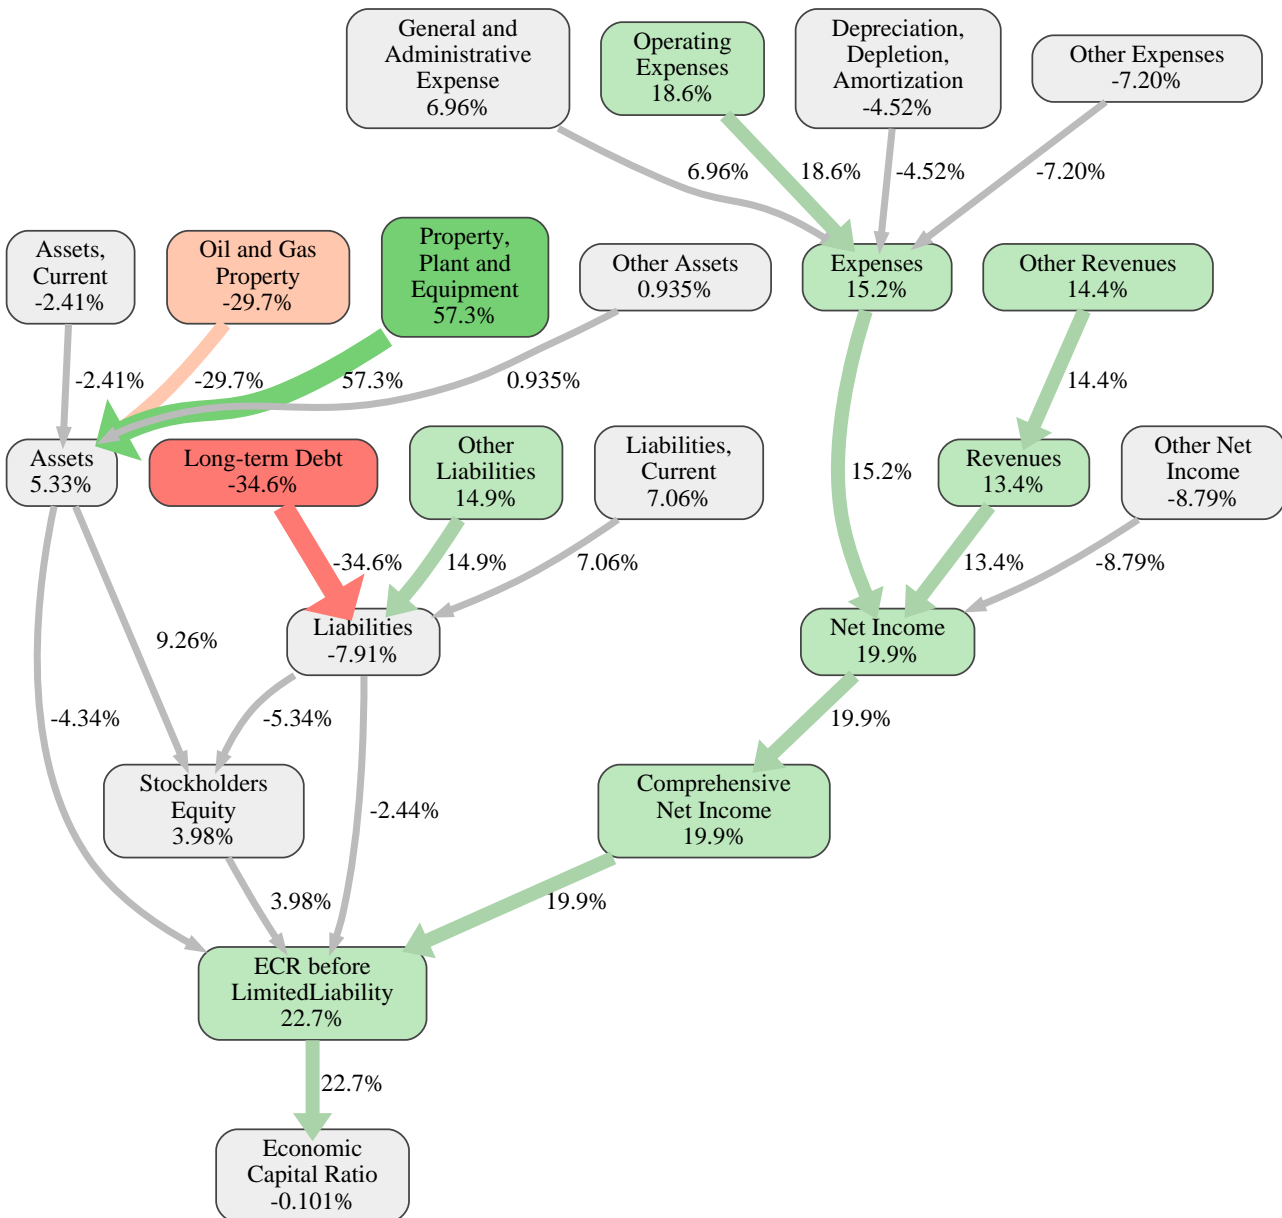 General and
Administrative
Expense
6.96%
Operating
Expenses
18.6%
Depreciation,
Depletion,
Amortization
-4.52%
Other Expenses
-7.20%
6.96%
18.6%
-4.52%
-7.20%
Assets,
Current
-2.41%
Oil and Gas
Property
-29.7%
Property,
Plant and
Equipment
57.3%
Other Assets
0.935%
Expenses
15.2%
Other Revenues
14.4%
-2.41%
-29.7%
57.3%
0.935%
14.4%
Assets
5.33%
Long-term Debt
-34.6%
Other
Liabilities
14.9%
Liabilities,
Current
7.06%
15.2%
Revenues
13.4%
Other Net
Income
-8.79%
-34.6%
14.9%
7.06%
13.4%
-8.79%
Liabilities
-7.91%
Net Income
19.9%
9.26%
-4.34%
-5.34%
19.9%
Stockholders
Equity
3.98%
-2.44%
Comprehensive
Net Income
19.9%
3.98%
19.9%
ECR before
LimitedLiability
22.7%
22.7%
Economic
Capital Ratio
-0.101%